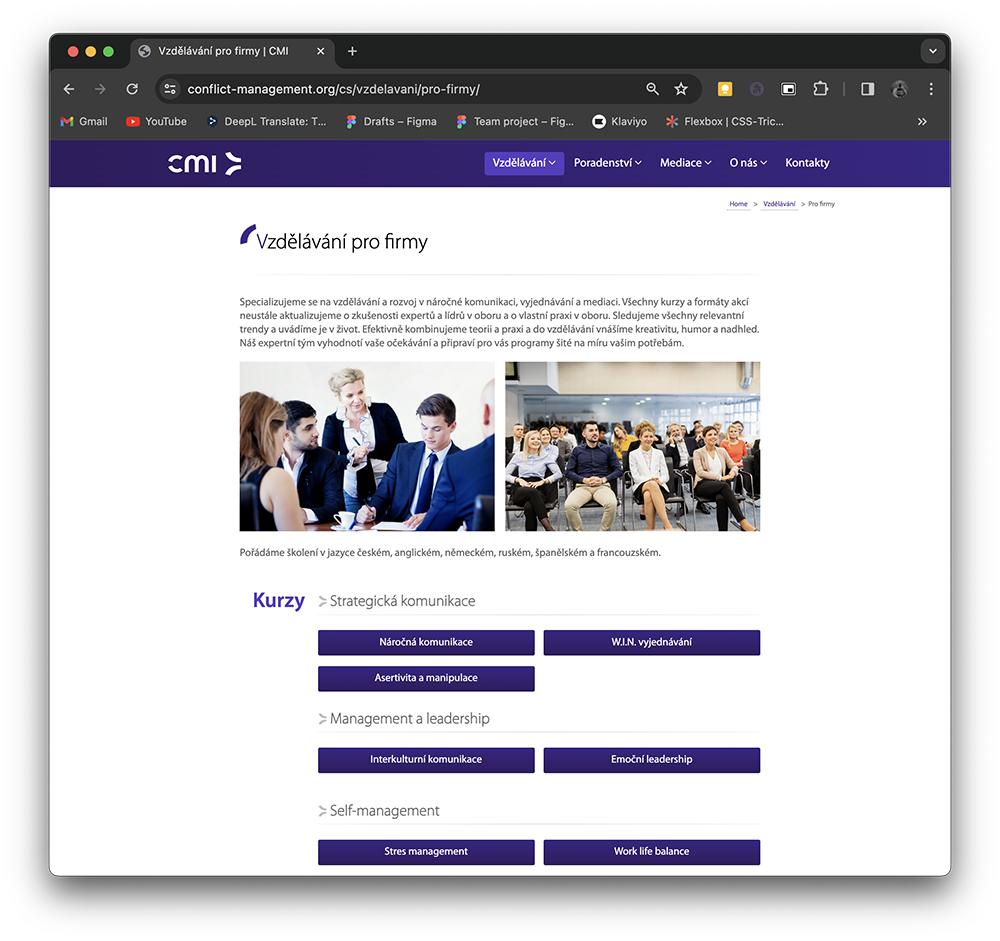 Vzdělávání pro firmy | CMI
conflict-management.org/cs/vzdelavani/pro-firmy/
Gmail YouTube DeepL Translate: T... Drafts – Figma Team project – Fig... Klaviyo Flexbox | CSS-Tric...
CMI Vzdělávání Poradenství Mediace O nás Kontakty
Home > Vzdělávání > Pro firmy
Vzdělávání pro firmy
Specializujeme se na vzdělávání a rozvoj v náročné komunikaci, vyjednávání a mediaci. Všechny kurzy a formáty akcí
neustále aktualizujeme o zkušenosti expertů a lídrů v oboru a o vlastní praxi v oboru. Sledujeme všechny relevantní
trendy a uvádíme je v život. Efektivně kombinujeme teorii a praxi a do vzdělávání vnášíme kreativitu, humor a nadhled.
Náš expertní tým vyhodnotí vaše očekávání a připraví pro vás programy šité na míru vašim potřebám.
Pořádáme školení v jazyce českém, anglickém, německém, ruském, španělském a francouzském.
Kurzy Strategická komunikace
Náročná komunikace W.I.N. vyjednávání
Asertivita a manipulace
Management a leadership
Interkulturní komunikace Emoční leadership
Self-management
Stres management Work life balance